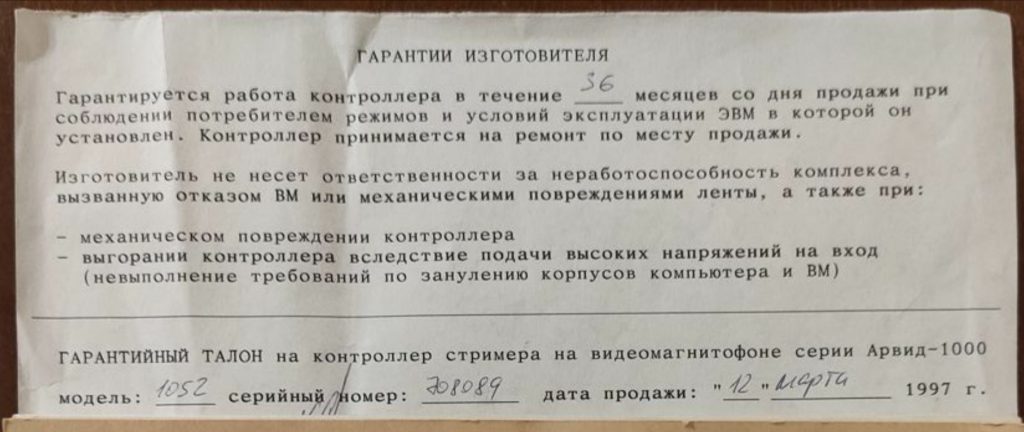 ГАРАНТИИ ИЗГОТОВИТЕЛЯ
Гарантируется работа контроллера в течение 36 месяцев со дня продажи при
соблюдении потребителем режимов и условий эксплуатации ЭВМ в которой он
установлен. Контроллер принимается на ремонт по месту продажи.
Изготовитель не несет ответственности за неработоспособность комплекса,
вызванную отказом ВМ или механическими повреждениями ленты, а также при:
- механическом повреждении контроллера
- выгорании контроллера вследствие подачи высоких напряжений на вход
(невыполнение требований по занулению корпусов компьютера и ВМ)
ГАРАНТИЙНЫЙ ТАЛОН на контроллер стримера на видеомагнитофоне серии Арвид-1000
модель: 1052 серийный номер: 708089 дата продажи: "12" марта 1997 г.